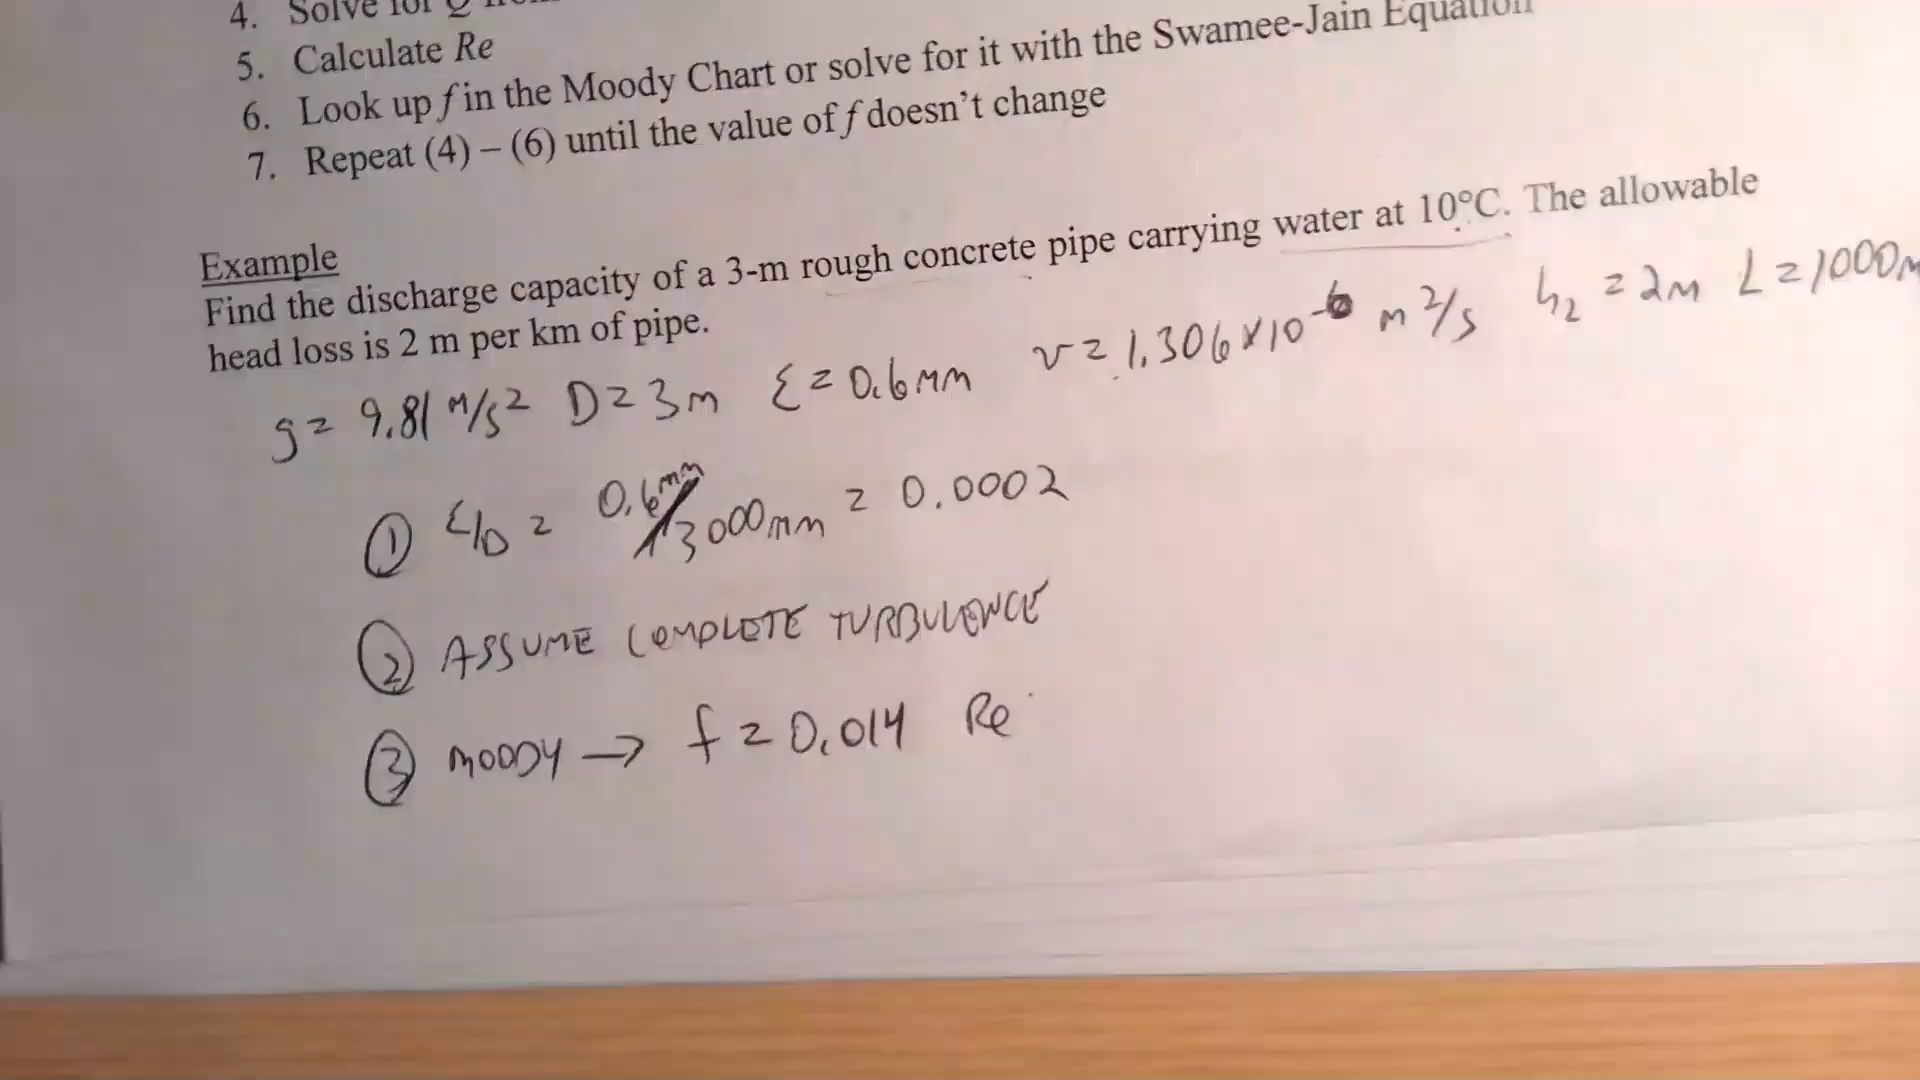 4. Solve for Q
5. Calculate Re
6. Look up f in the Moody Chart or solve for it with the Swamee-Jain Equation
7. Repeat (4) – (6) until the value of f doesn't change
Example
Find the discharge capacity of a 3-m rough concrete pipe carrying water at 10°C. The allowable
head loss is 2 m per km of pipe.
g = 9.81 m/s² D = 3m ε = 0.6mm ν = 1.306 x 10⁻⁶ m²/s h₂ = 2m L = 1000m
① ε/D = 0.6mm/3000mm = 0.0002
② ASSUME COMPLETE TURBULENCE
③ MOODY → f = 0.014 Re